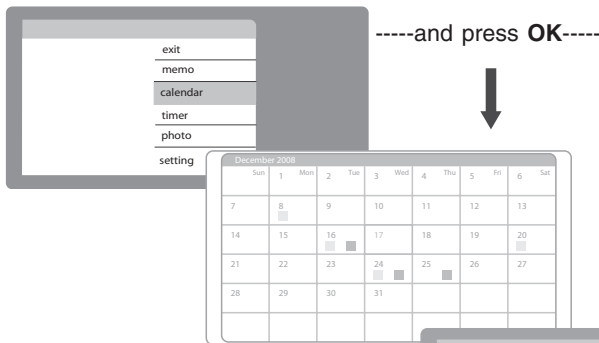 -----and press OK-----
exit
memo
calendar
timer
photo
setting
December 2008
Sun 1 Mon 2 Tue 3 Wed 4 Thu 5 Fri 6 Sat
7 8 9 10 11 12 13
14 15 16 17 18 19 20
21 22 23 24 25 26 27
28 29 30 31